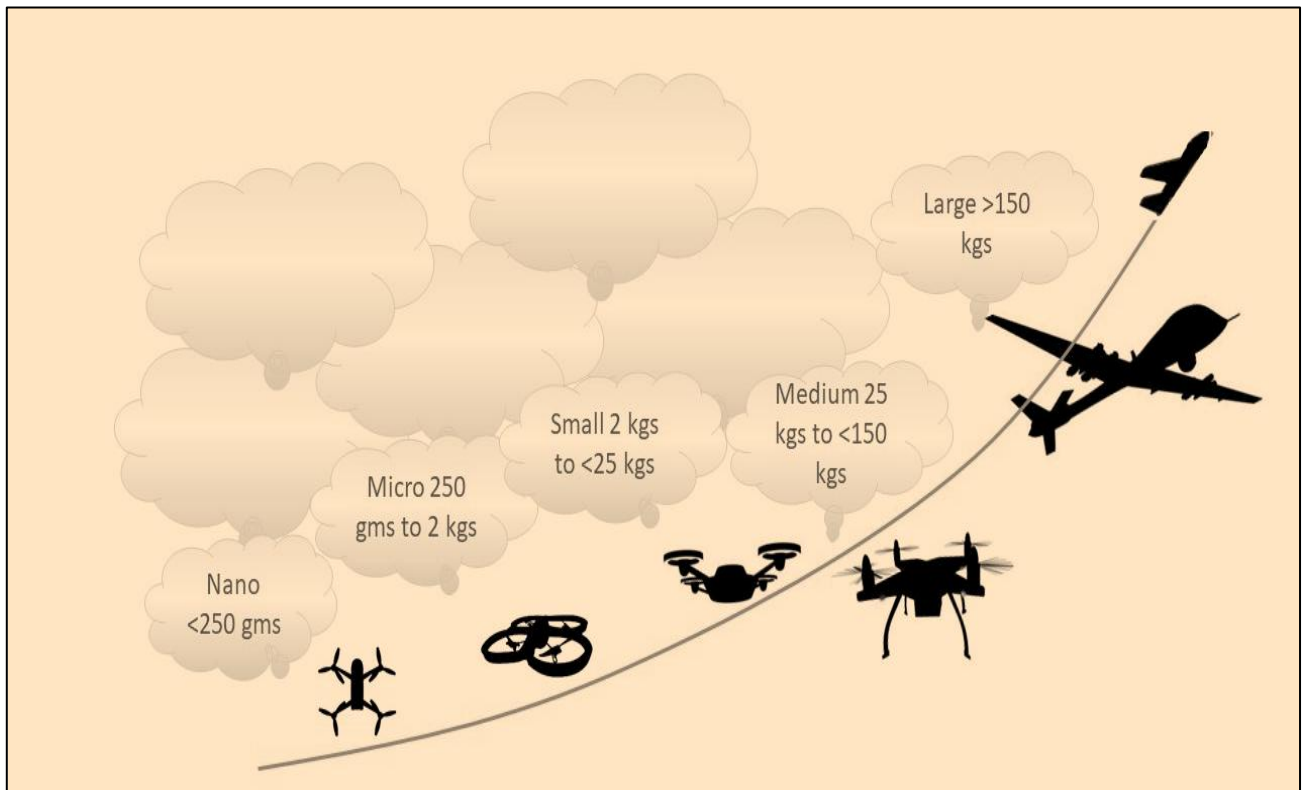 Nano
<250 gms
Micro 250
gms to 2 kgs
Small 2 kgs
to <25 kgs
Medium 25
kgs to <150
kgs
Large >150
kgs